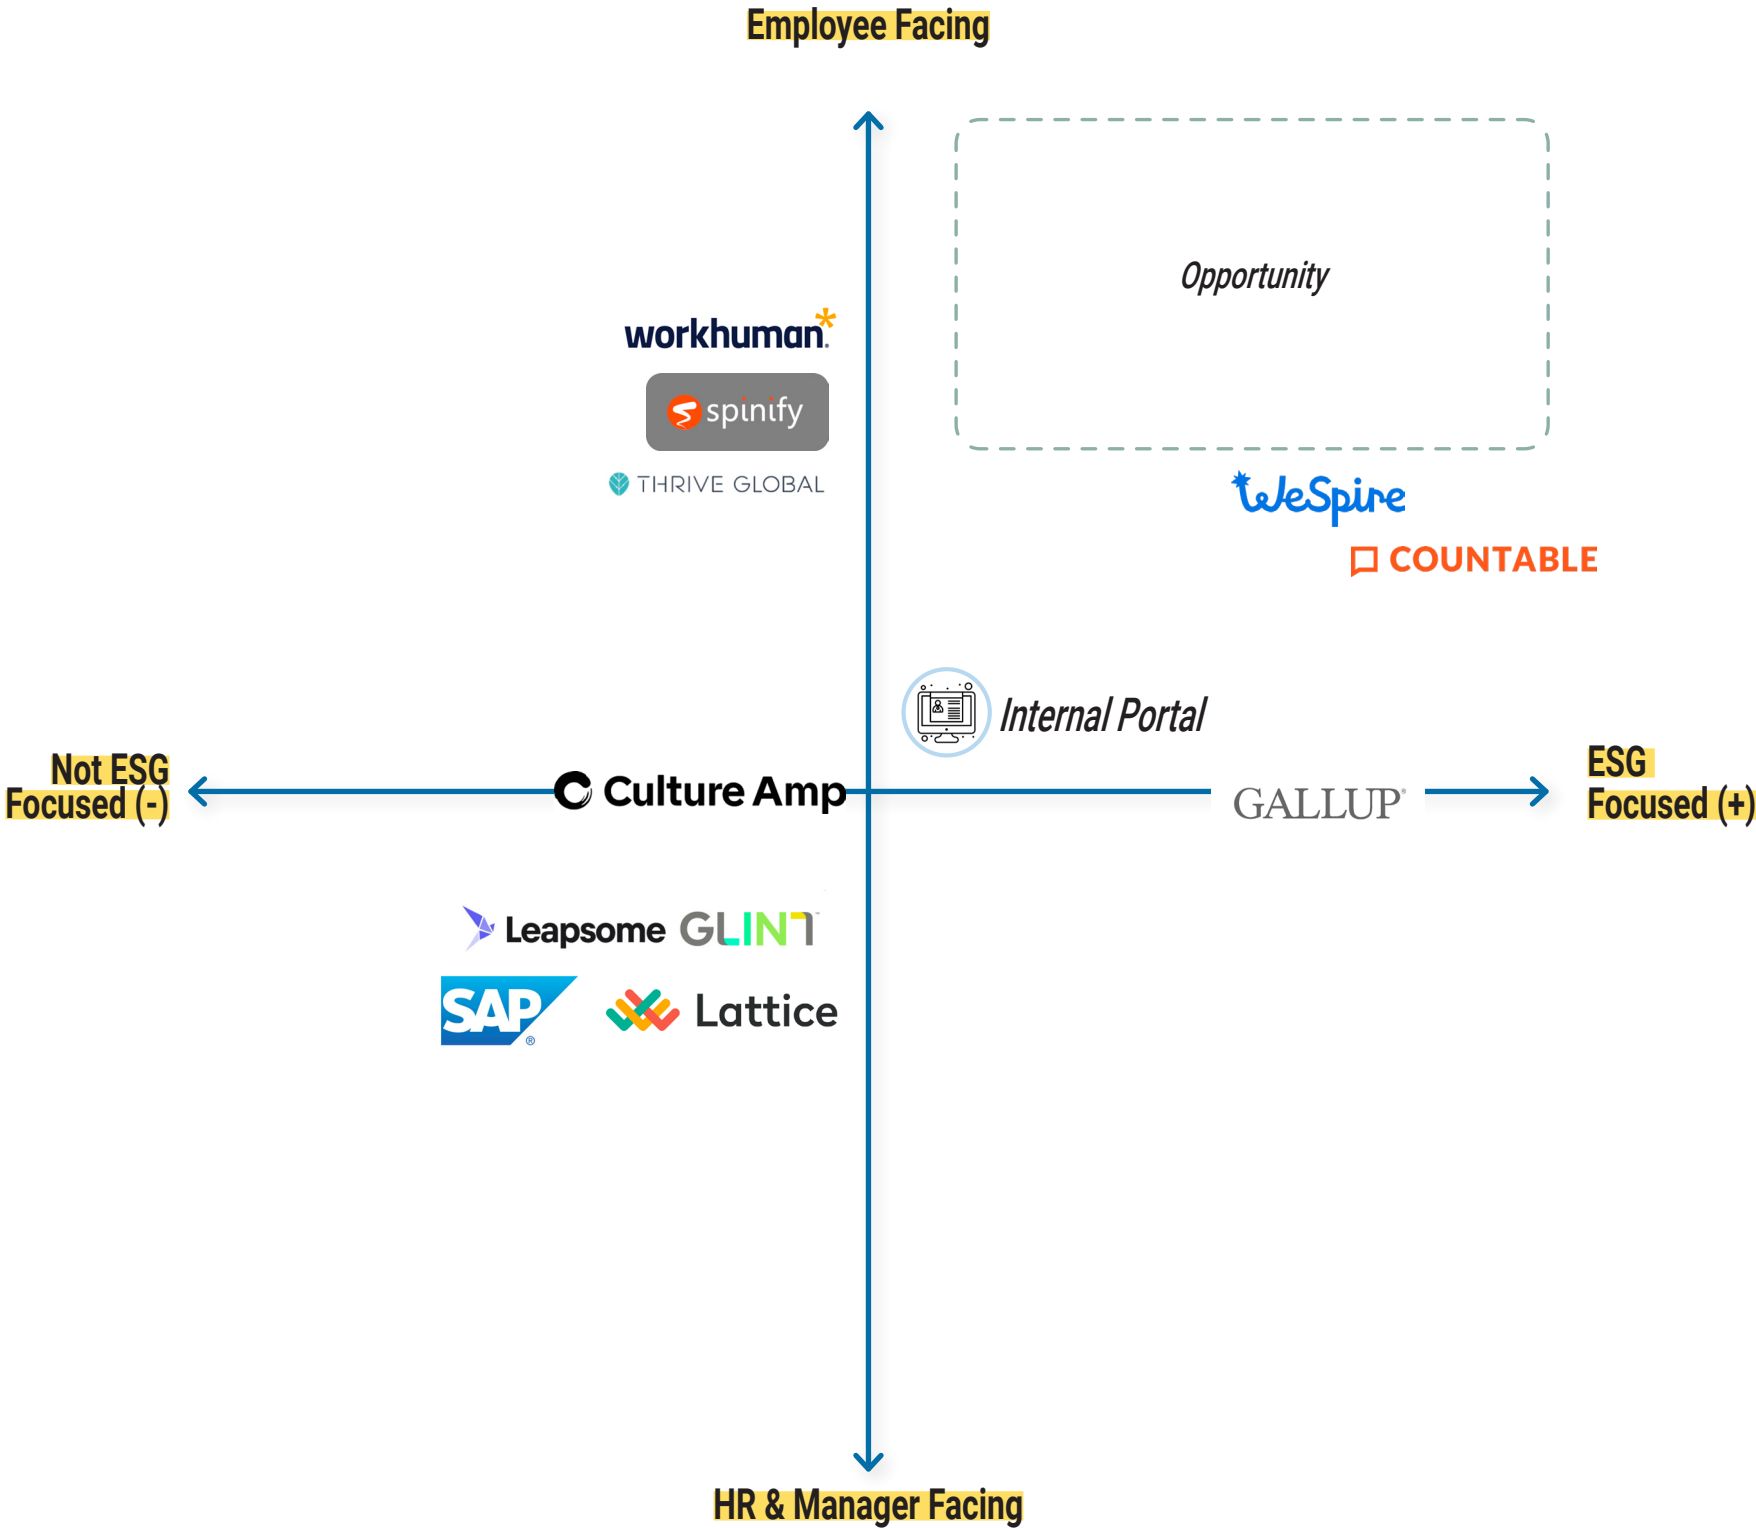 Employee Facing
Opportunity
workhuman.
spinify
THRIVE GLOBAL
WeSpire
COUNTABLE
Internal Portal
Not ESG
Focused (-)
Culture Amp
GALLUP®
ESG
Focused (+)
Leapsome
GLINT™
SAP®
Lattice
HR & Manager Facing